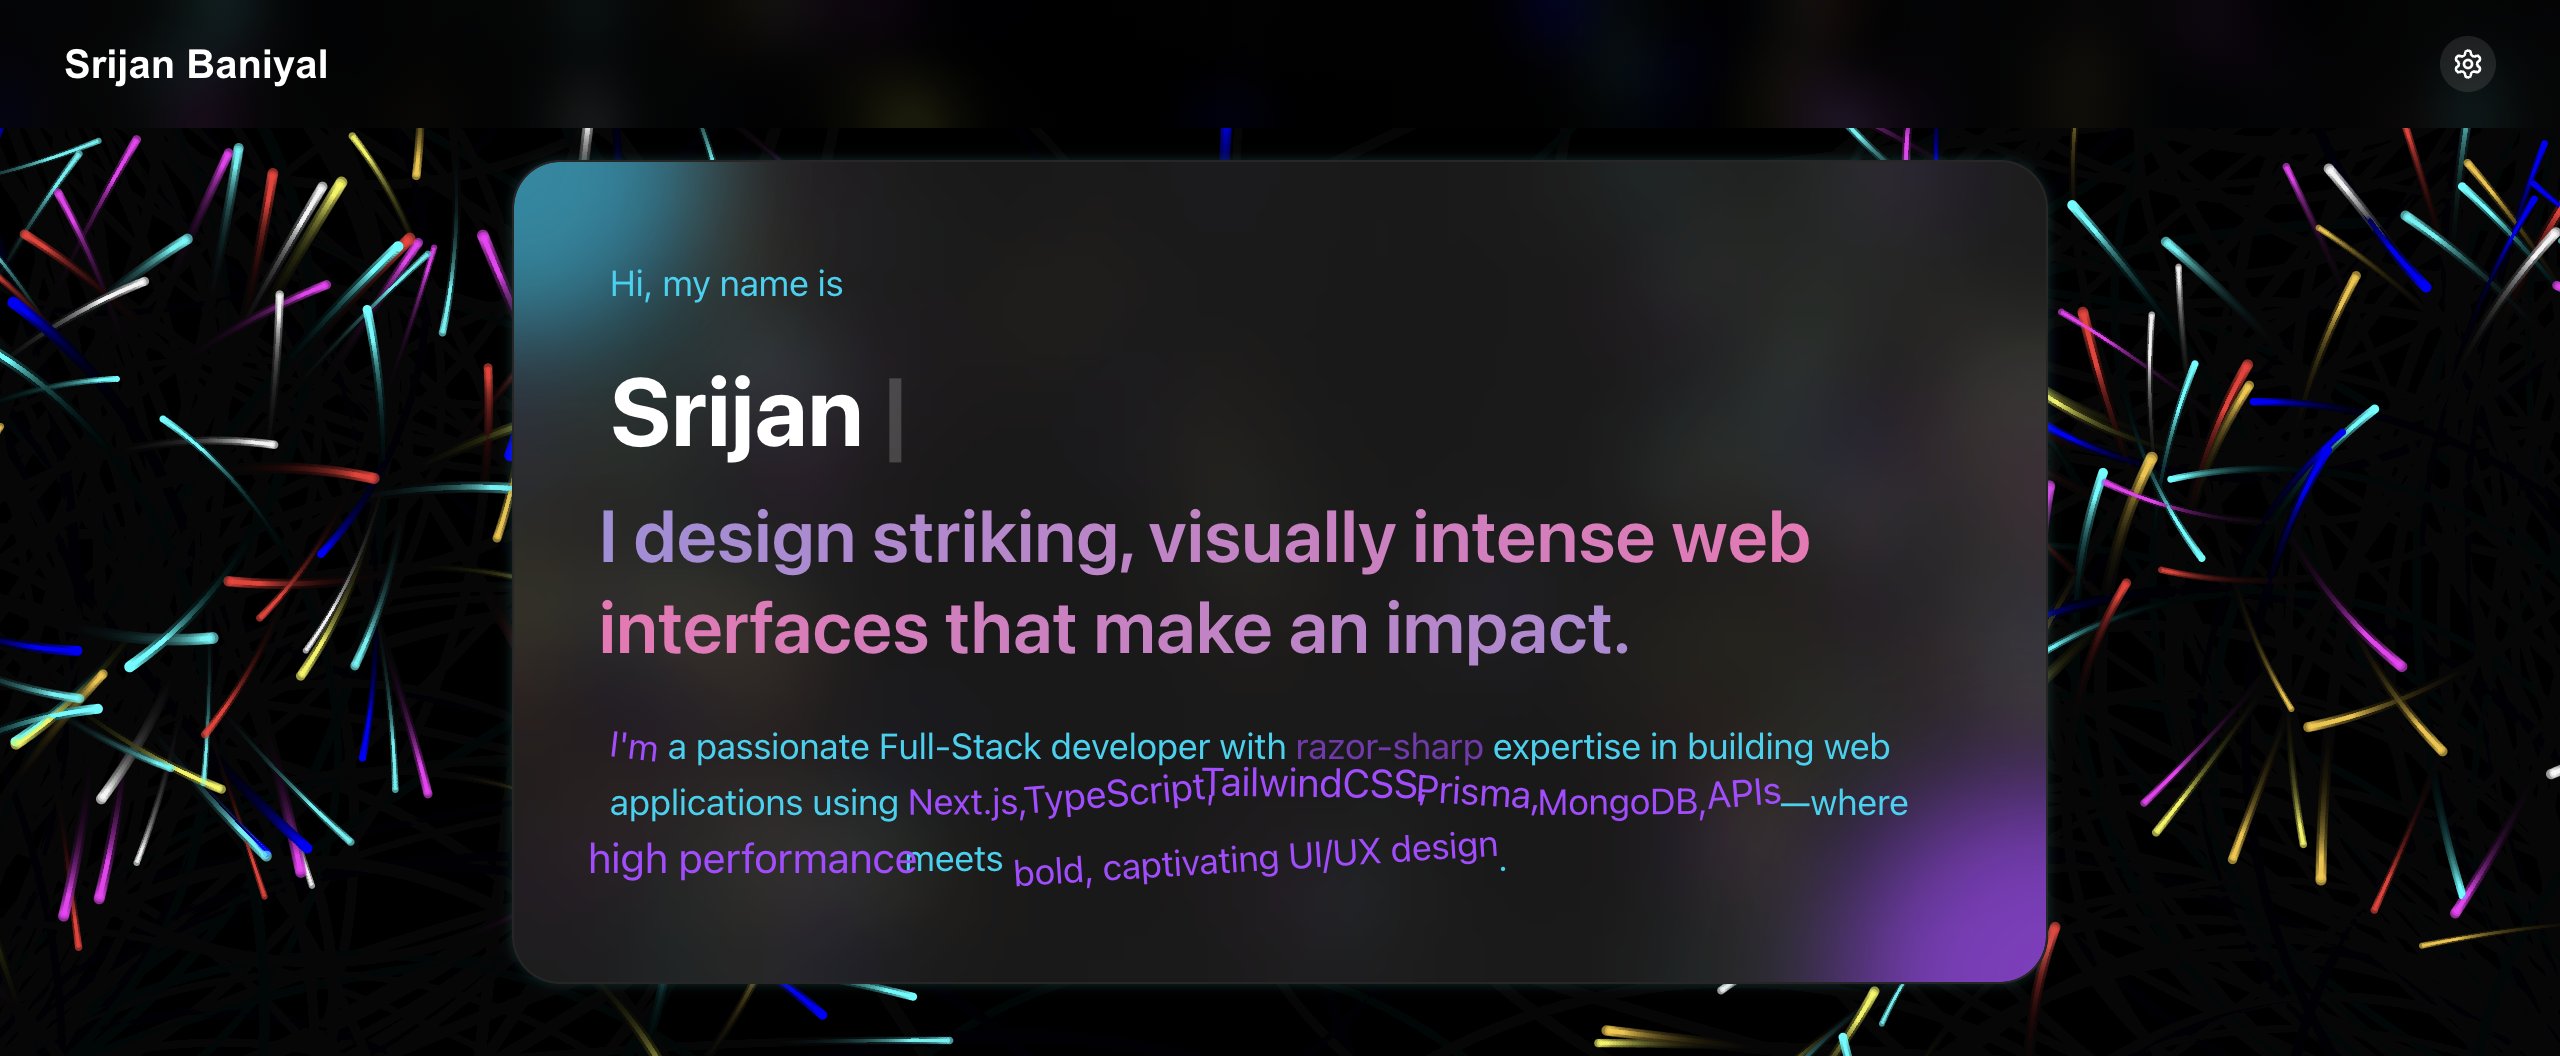 Srijan Baniyal
Hi, my name is
Srijan
I design striking, visually intense web
interfaces that make an impact.
I'm a passionate Full-Stack developer with razor-sharp expertise in building web
applications using Next.js,TypeScript,TailwindCSS,Prisma,MongoDB,APIs—where
high performance meets bold, captivating UI/UX design.